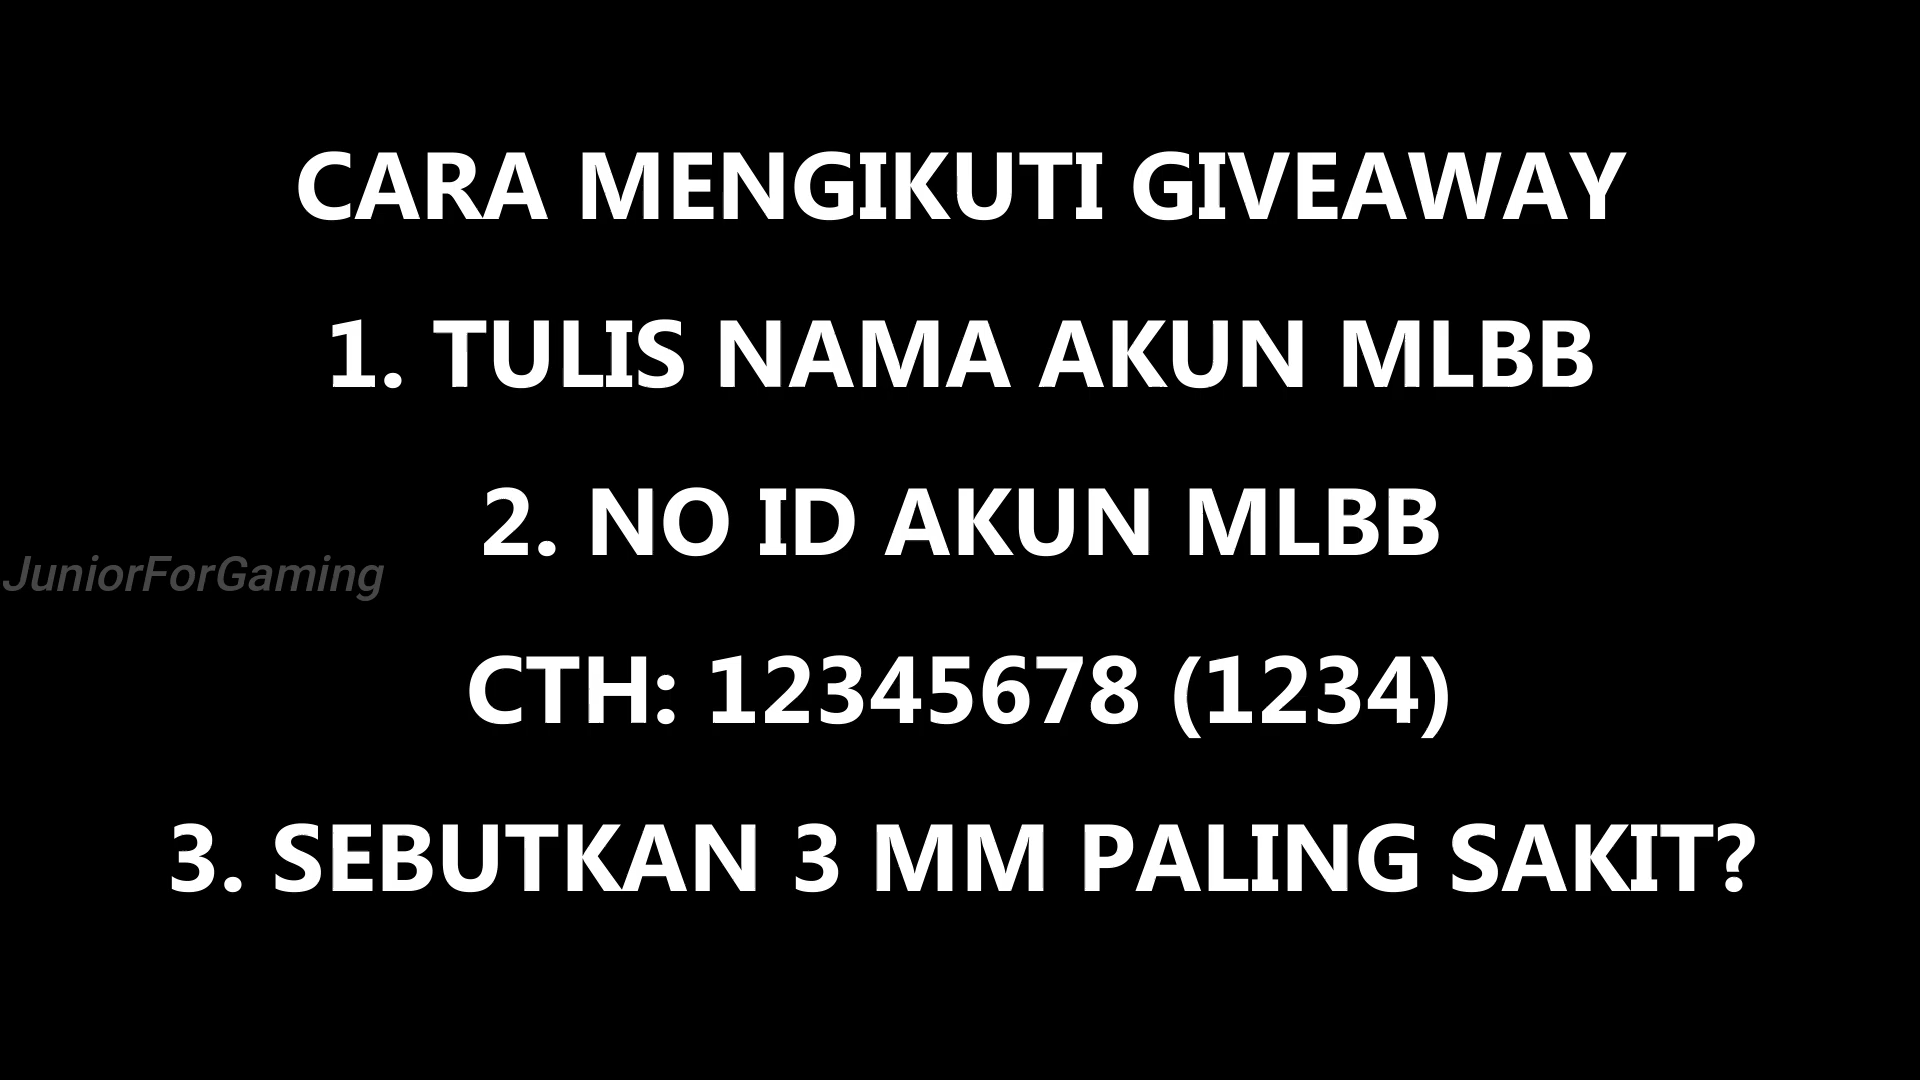 CARA MENGIKUTI GIVEAWAY
1. TULIS NAMA AKUN MLBB
2. NO ID AKUN MLBB
JuniorForGaming
CTH: 12345678 (1234)
3. SEBUTKAN 3 MM PALING SAKIT?